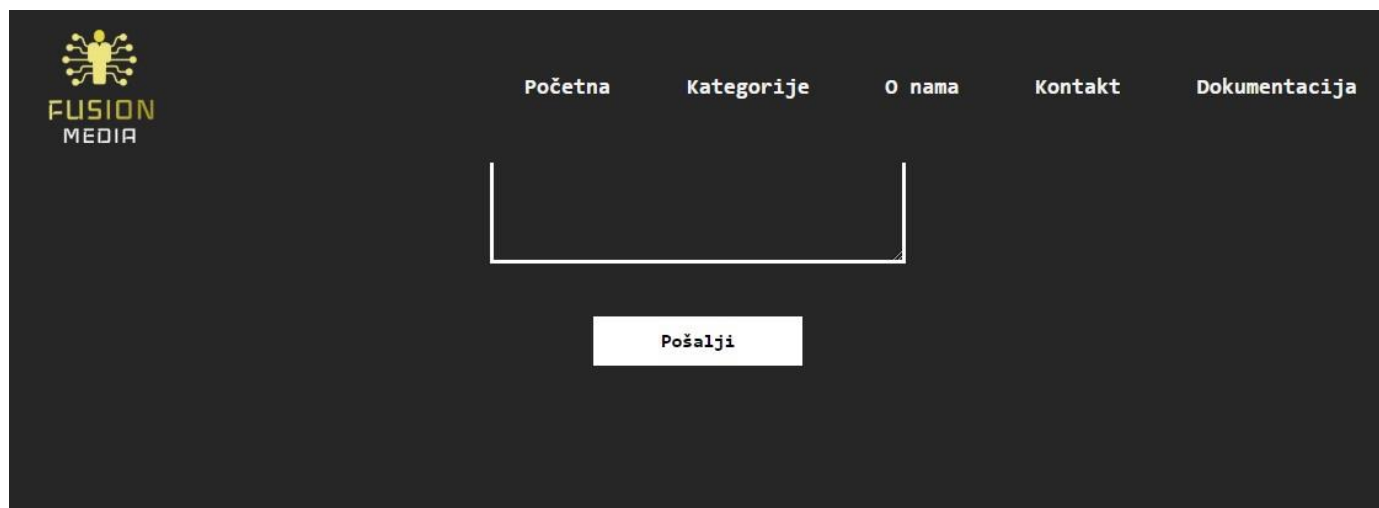 FUSION
MEDIA
Početna Kategorije O nama Kontakt Dokumentacija
Pošalji